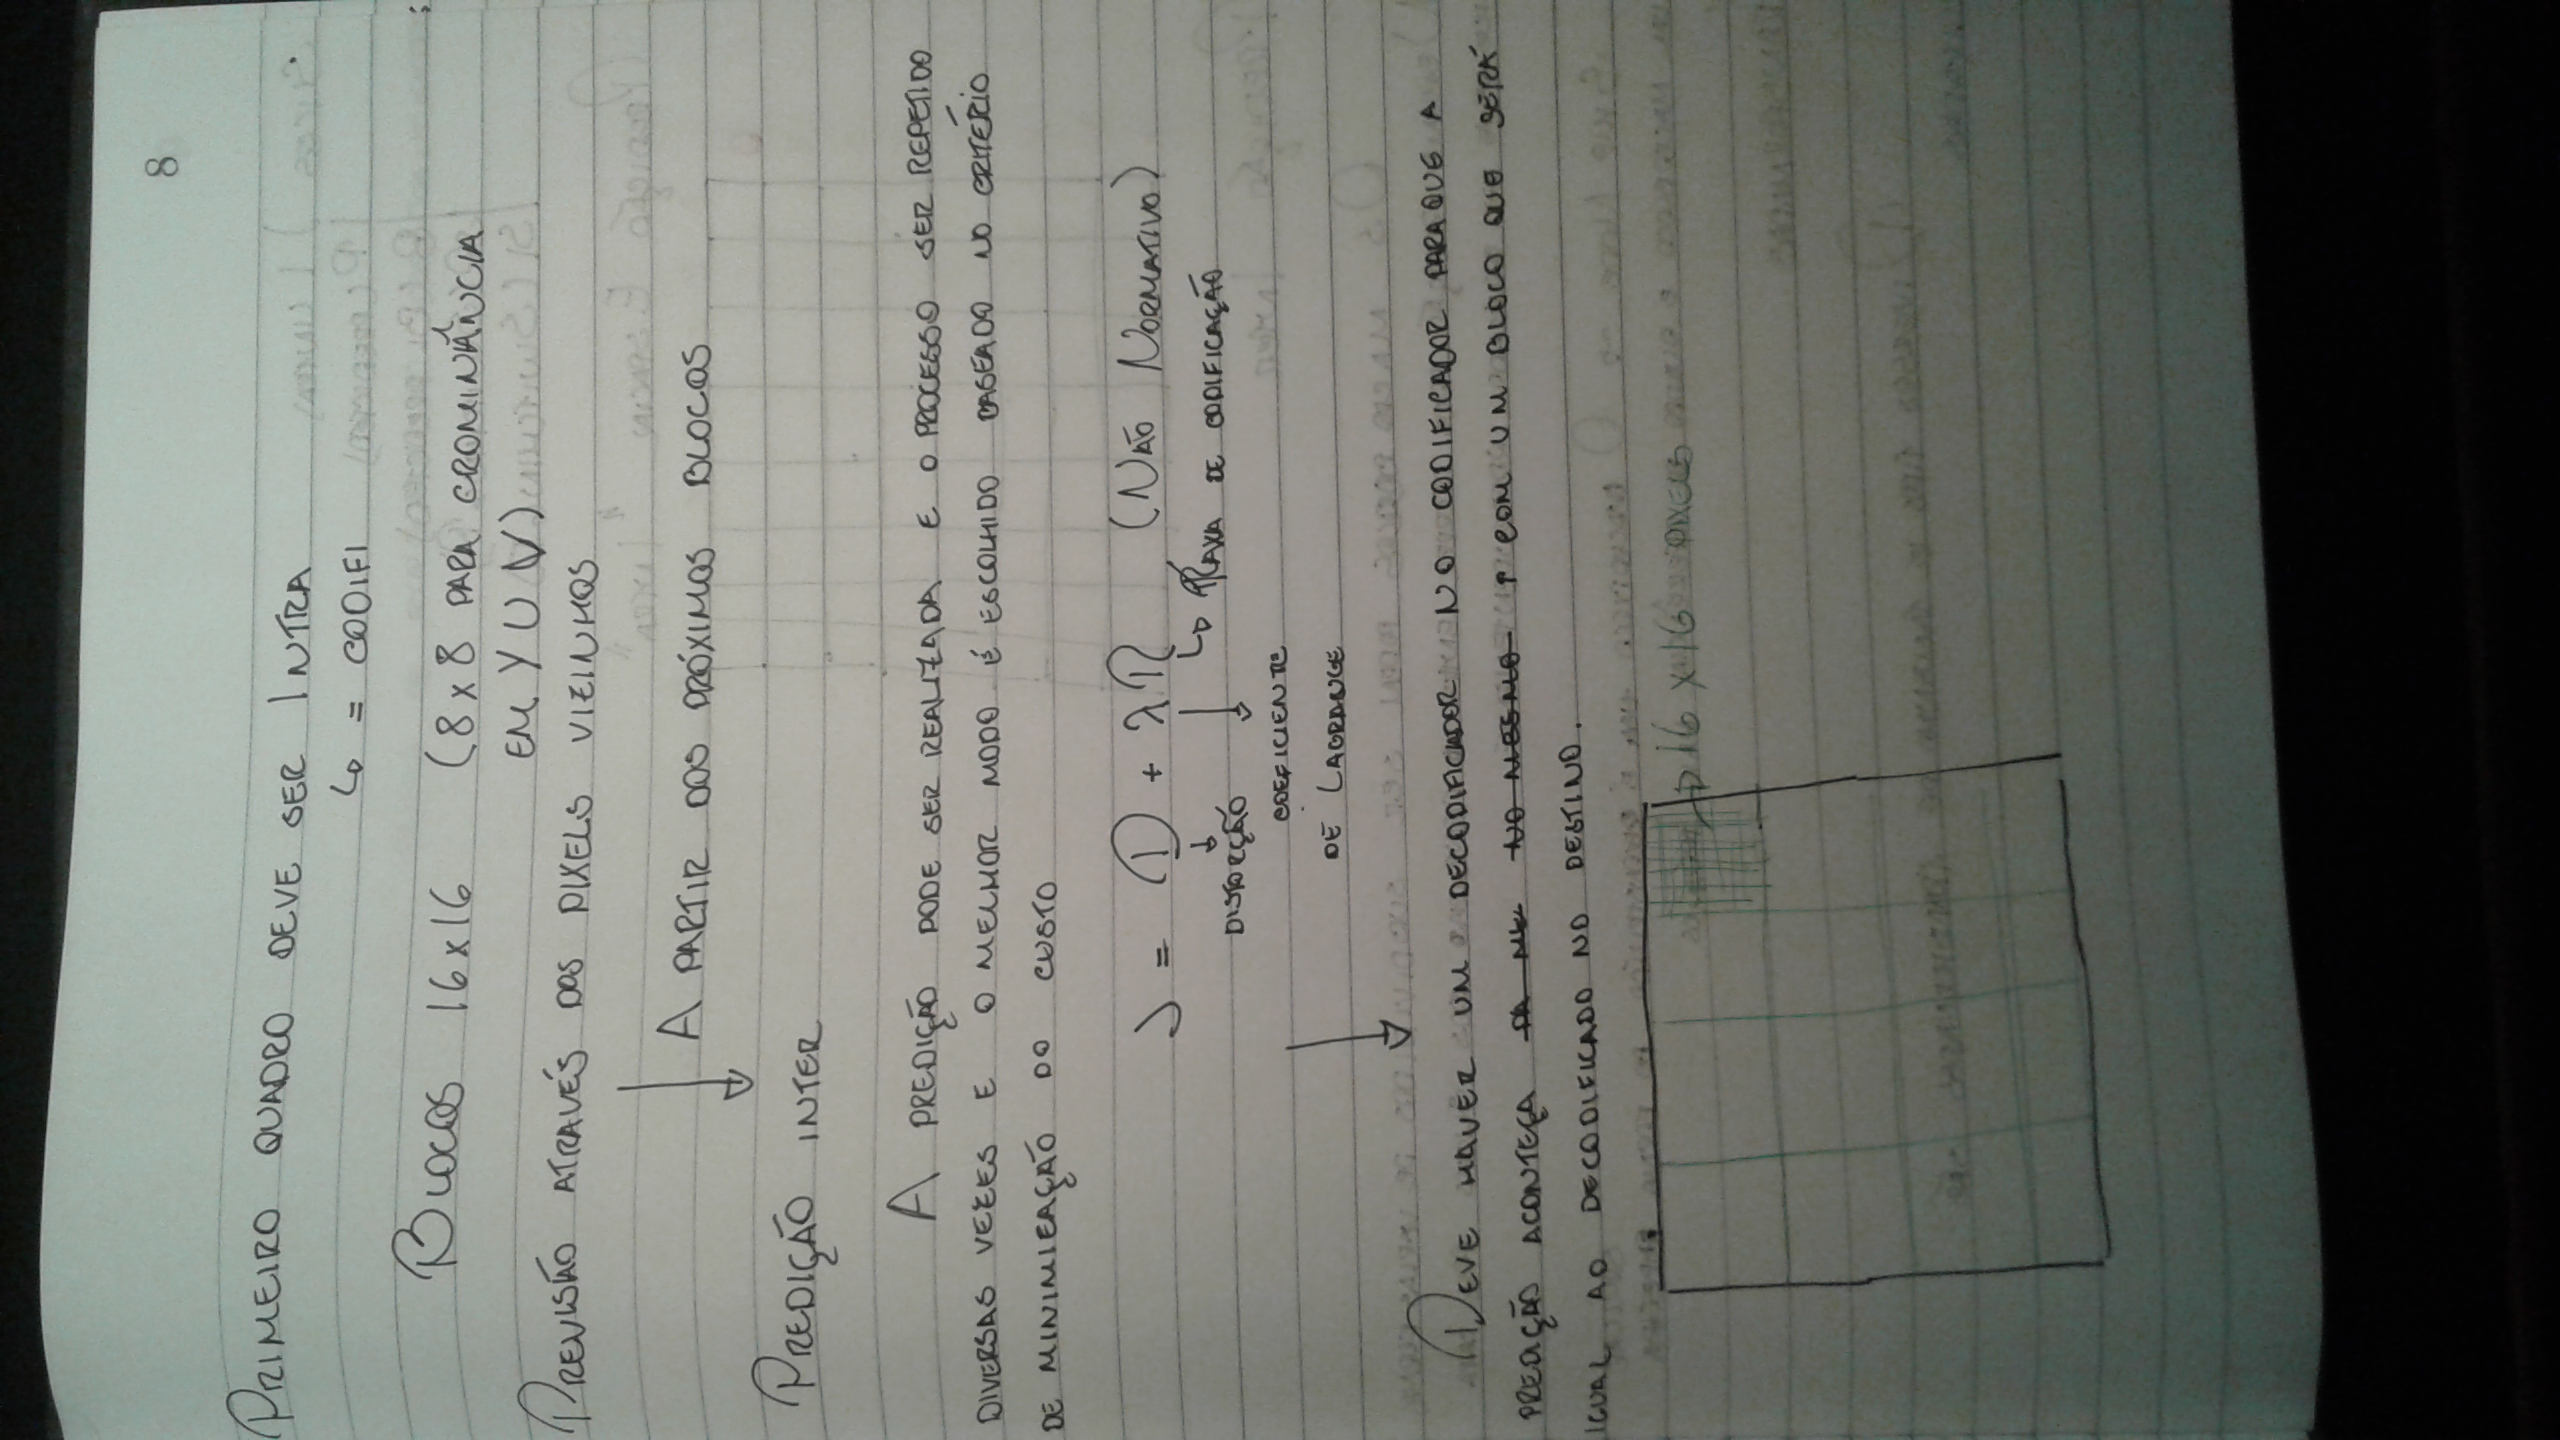 8
PRIMEIRO QUADRO DEVE SER INTRA
↳ = CODIFI
BLOCOS 16x16 (8x8 PARA CROMINÂNCIA
EM YUV)
PREVISÃO ATRAVÉS DOS PIXELS VIZINHOS
A PARTIR DOS PRÓXIMOS BLOCOS
PREDIÇÃO INTER
A PREDIÇÃO PODE SER REALIZADA E O PROCESSO SER REPETIDO
DIVERSAS VEZES E O MELHOR MODO É ESCOLHIDO BASEADO NO CRITÉRIO
DE MINIMIZAÇÃO DO CUSTO
J = D + λR (NÃO NORMATIVO)
↳ TAXA DE CODIFICAÇÃO
DISTORÇÃO
COEFICIENTE
DE LAGRANGE
DEVE HAVER UM DECODIFICADOR NO CODIFICADOR PARA QUE A
PREDIÇÃO ACONTEÇA NO MESMO COM UM BLOCO QUE SERÁ
IGUAL AO DECODIFICADO NO DESTINO.
16 x 16 PIXELS